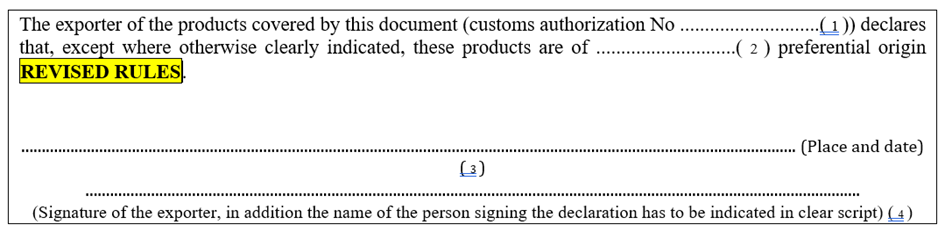 The exporter of the products covered by this document (customs authorization No ..............................( 1 )) declares
that, except where otherwise clearly indicated, these products are of ..............................( 2 ) preferential origin
REVISED RULES.
........................................................................................................................ (Place and date)
( 3 )
........................................................................................................................
(Signature of the exporter, in addition the name of the person signing the declaration has to be indicated in clear script) ( 4 )